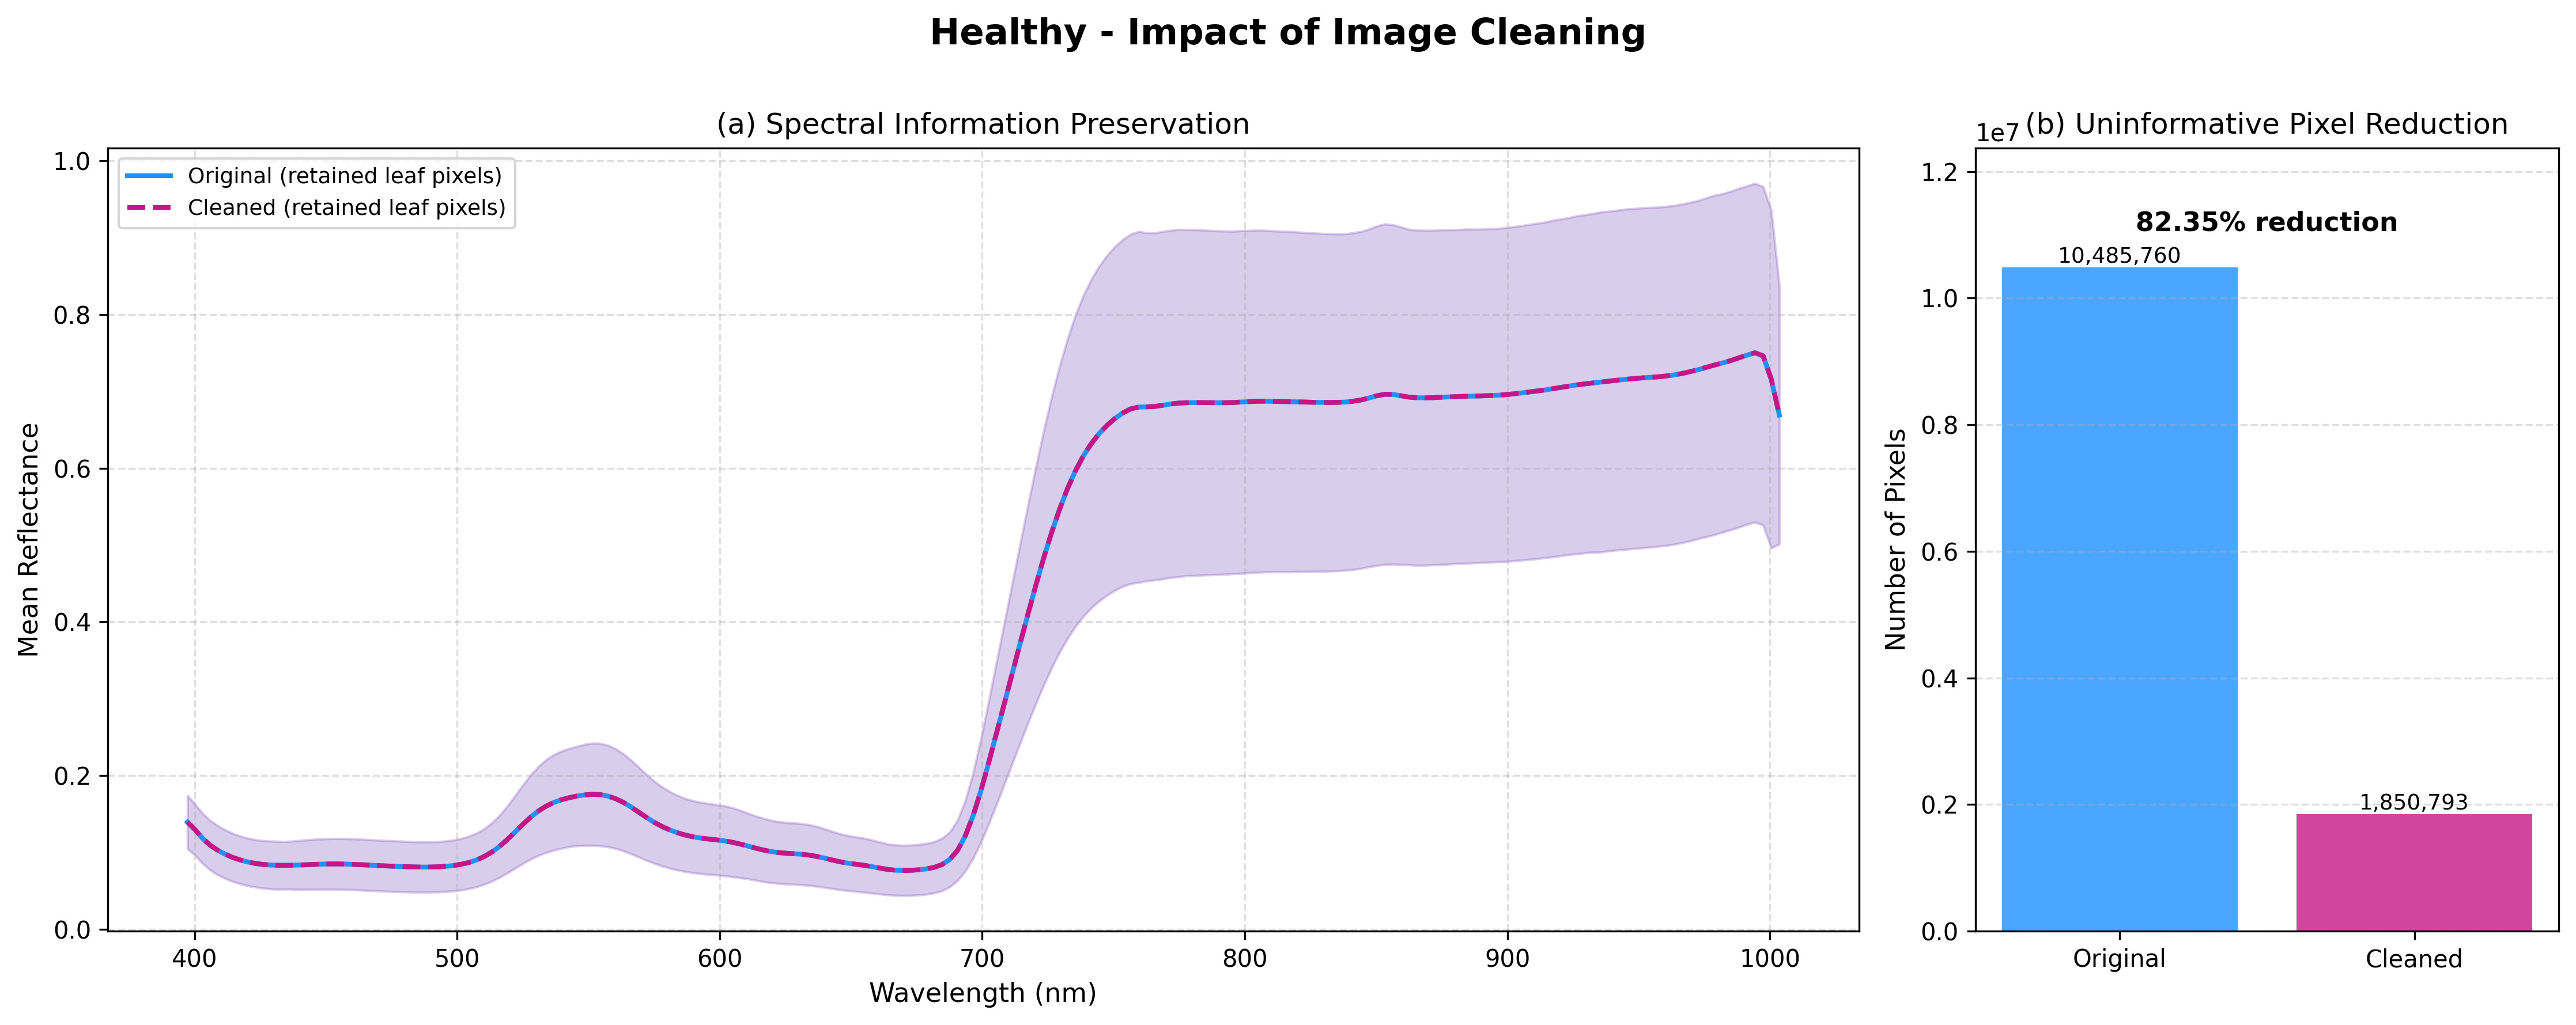 Healthy - Impact of Image Cleaning
(a) Spectral Information Preservation
Original (retained leaf pixels)
Cleaned (retained leaf pixels)
Mean Reflectance
1.0
0.8
0.6
0.4
0.2
0.0
400 500 600 700 800 900 1000
Wavelength (nm)
(b) Uninformative Pixel Reduction
1e7
82.35% reduction
10,485,760
1,850,793
Number of Pixels
1.2
1.0
0.8
0.6
0.4
0.2
0.0
Original Cleaned